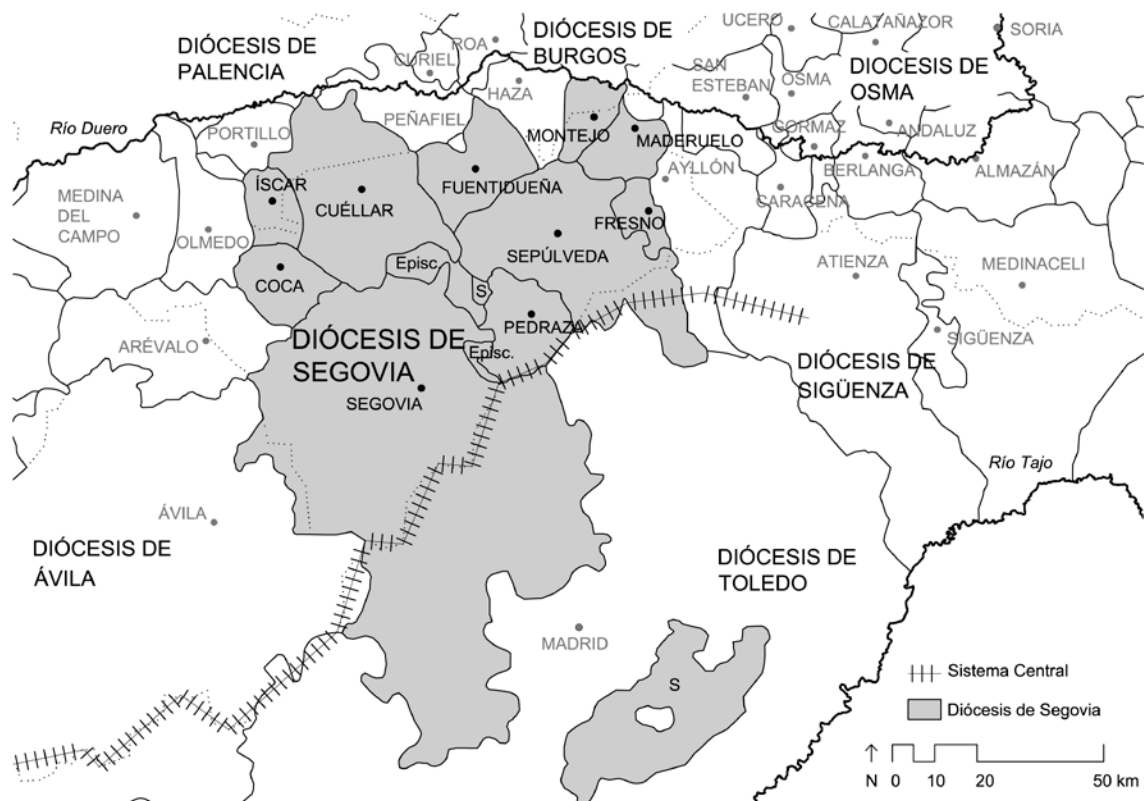 UCERO
CALATAÑAZOR
SORIA
DIÓCESIS DE
PALENCIA
ROA
CURIEL
DIÓCESIS DE
BURGOS
SAN
ESTEBAN
OSMA
DIOCESIS DE
OSMA
HAZA
Río Duero
PORTILLO
PEÑAFIEL
MONTEJO
MADERUELO
GORMAZ
ANDALUZ
BERLANGA
ALMAZÁN
AYLLÓN
CARACENA
MEDINA
DEL
CAMPO
OLMEDO
ÍSCAR
CUÉLLAR
FUENTIDUEÑA
FRESNO
SEPÚLVEDA
ATIENZA
MEDINACELI
COCA
Episc.
S
PEDRAZA
ARÉVALO
DIÓCESIS DE
SEGOVIA
Episc.
SEGOVIA
SIGÜENZA
DIÓCESIS DE
SIGÜENZA
Río Tajo
ÁVILA
DIÓCESIS DE
ÁVILA
DIÓCESIS DE
TOLEDO
MADRID
S
Sistema Central
Diócesis de Segovia
N 0 10 20 50 km